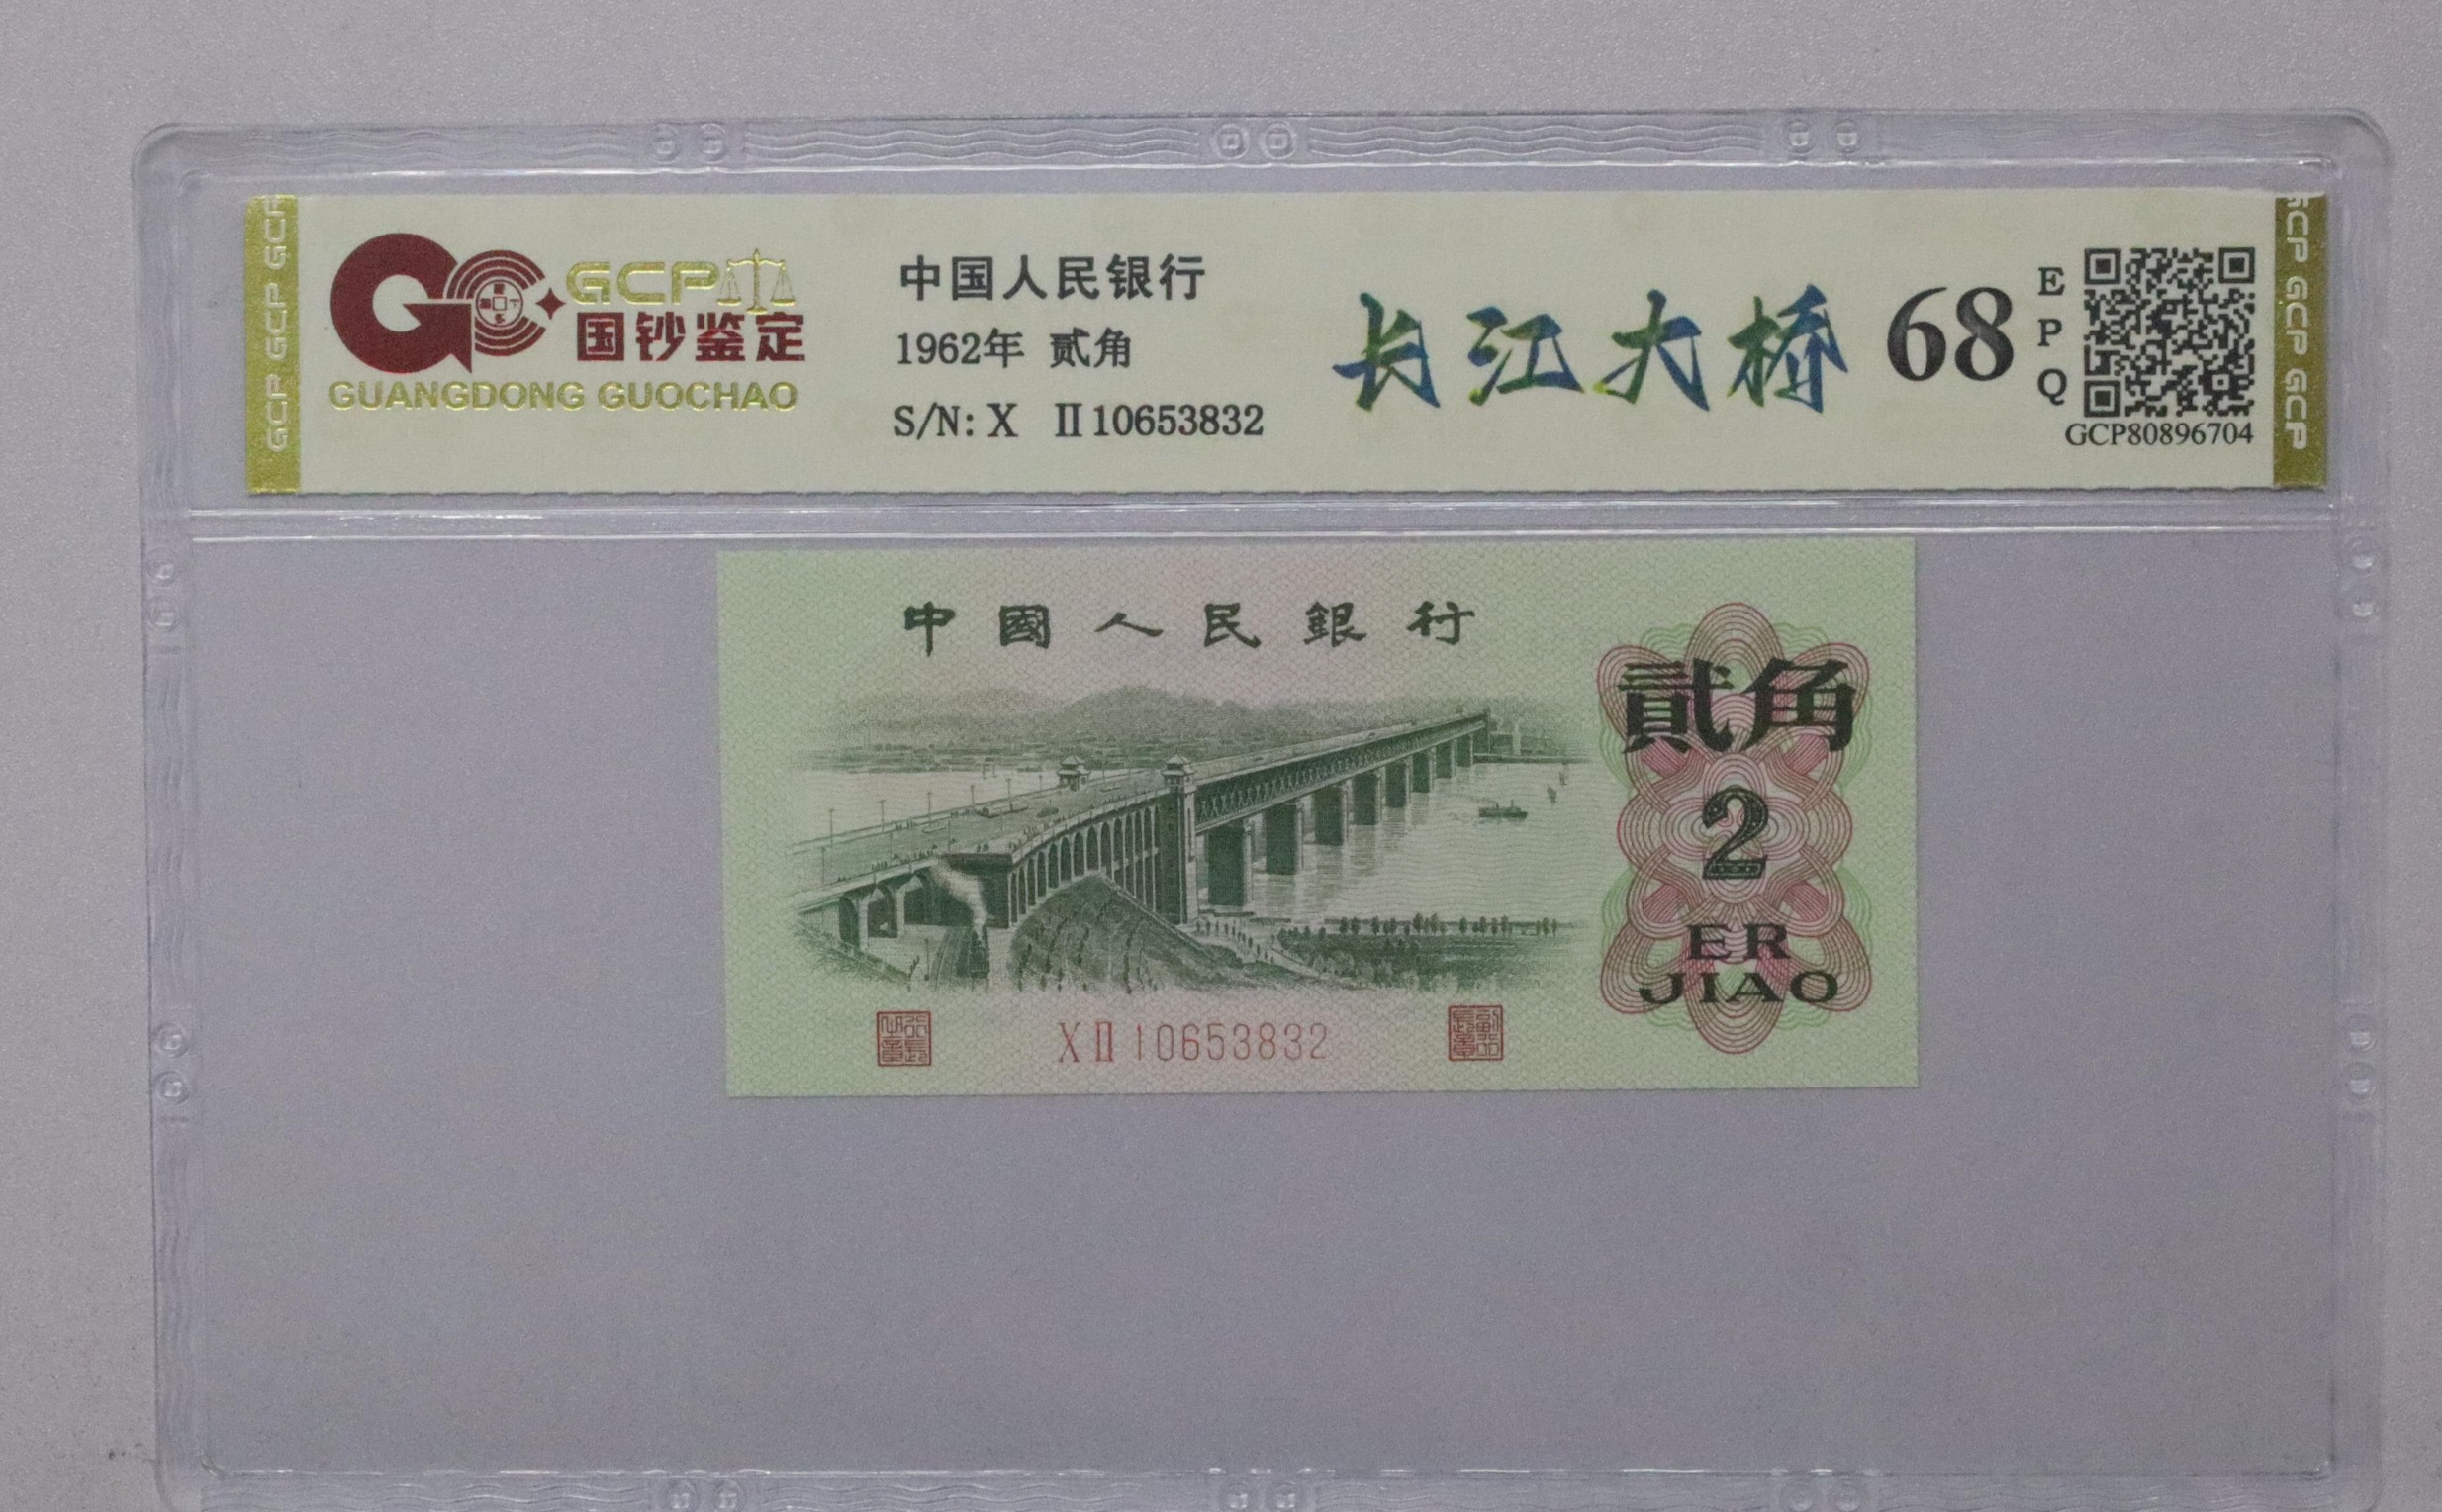 GCP
国钞鉴定
GUANGDONG GUOCHAO
中国人民银行
1962年 贰角
S/N: X Ⅱ 10653832
长江大桥
68
E
P
Q
GCP80896704
GCP GCP GCP
GCP GCP GCP
中國人民銀行
貳角
2
ER
JIAO
XⅡ10653832